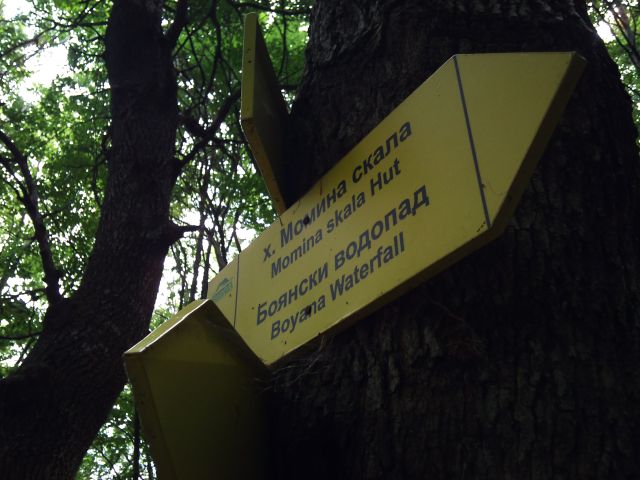 х. Момина скала
Momina skala Hut
Боянски водопад
Boyana Waterfall